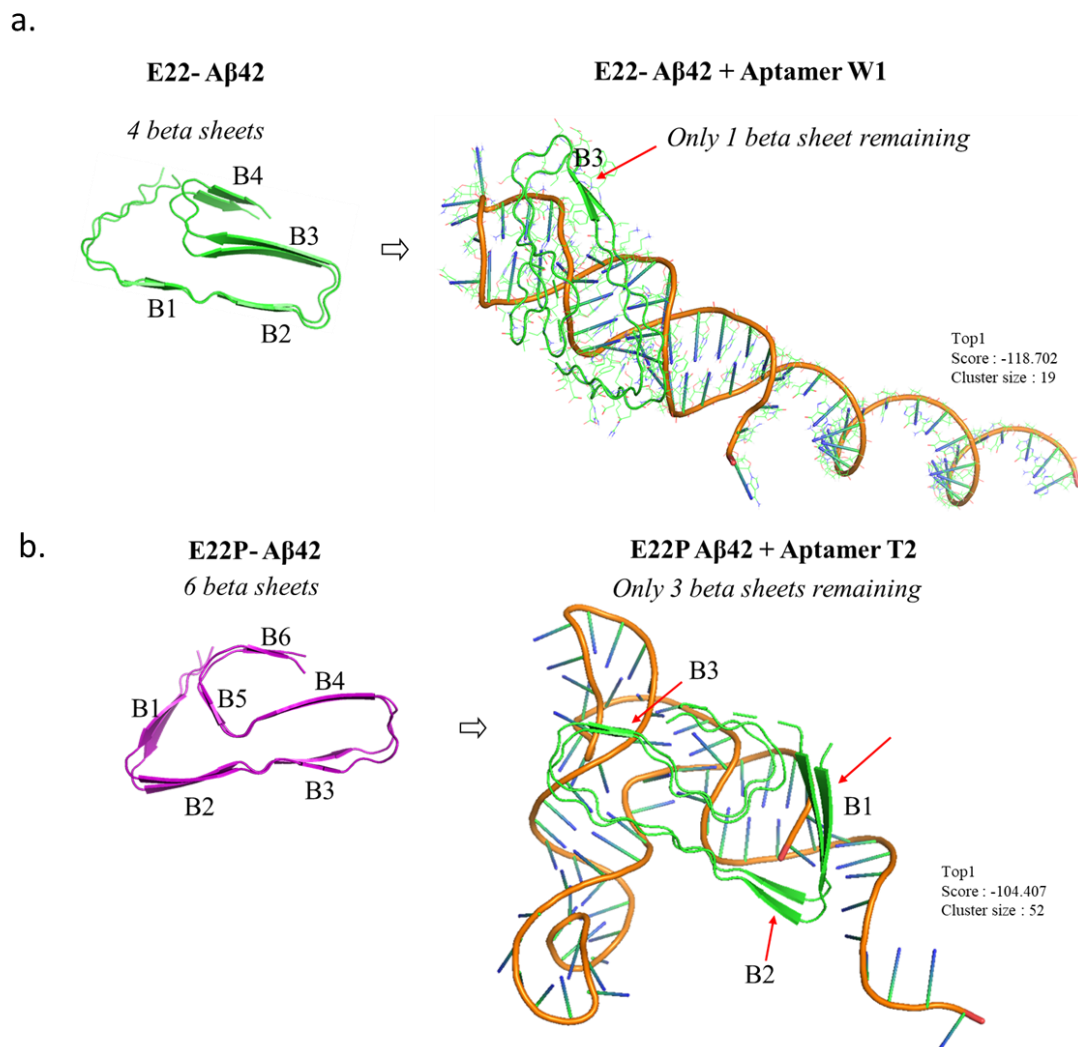 a.
E22- Aβ42
4 beta sheets
B4
B3
B1
B2
⇨
E22- Aβ42 + Aptamer W1
Only 1 beta sheet remaining
B3
Top1
Score : -118.702
Cluster size : 19
b.
E22P- Aβ42
6 beta sheets
B6
B5
B4
B1
B2
B3
⇨
E22P Aβ42 + Aptamer T2
Only 3 beta sheets remaining
B3
B1
B2
Top1
Score : -104.407
Cluster size : 52